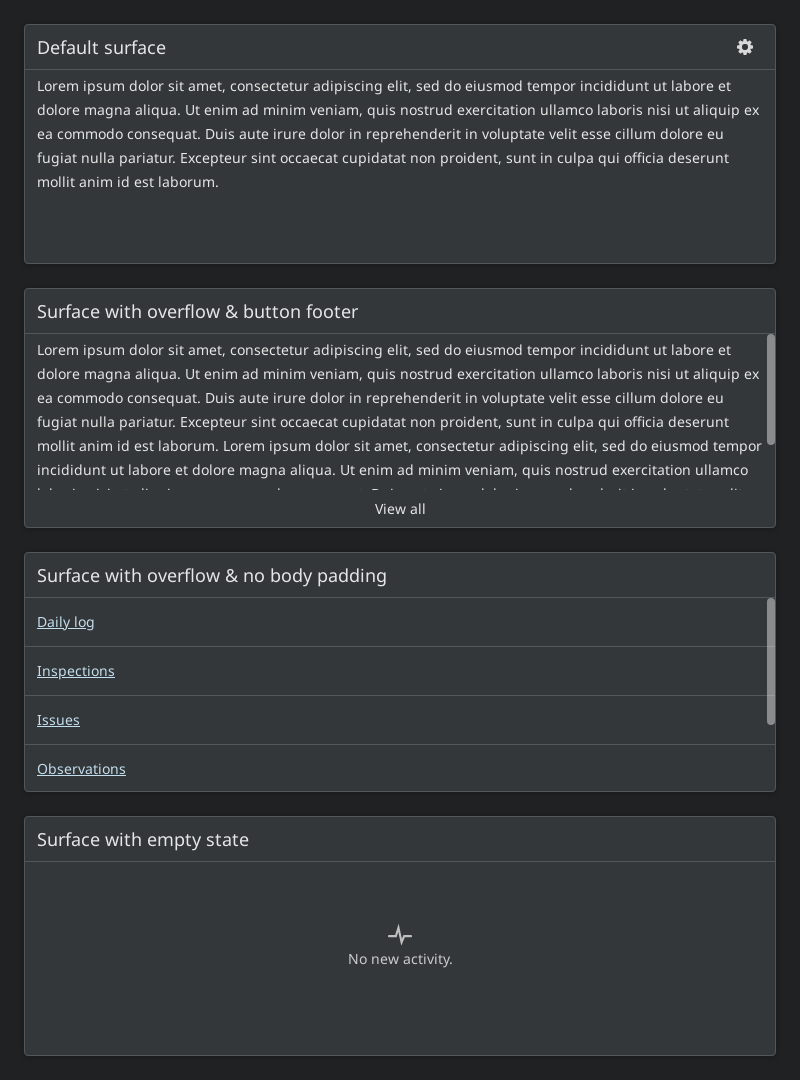 Default surface
Lorem ipsum dolor sit amet, consectetur adipiscing elit, sed do eiusmod tempor incididunt ut labore et
dolore magna aliqua. Ut enim ad minim veniam, quis nostrud exercitation ullamco laboris nisi ut aliquip ex
ea commodo consequat. Duis aute irure dolor in reprehenderit in voluptate velit esse cillum dolore eu
fugiat nulla pariatur. Excepteur sint occaecat cupidatat non proident, sunt in culpa qui officia deserunt
mollit anim id est laborum.
Surface with overflow & button footer
Lorem ipsum dolor sit amet, consectetur adipiscing elit, sed do eiusmod tempor incididunt ut labore et
dolore magna aliqua. Ut enim ad minim veniam, quis nostrud exercitation ullamco laboris nisi ut aliquip ex
ea commodo consequat. Duis aute irure dolor in reprehenderit in voluptate velit esse cillum dolore eu
fugiat nulla pariatur. Excepteur sint occaecat cupidatat non proident, sunt in culpa qui officia deserunt
mollit anim id est laborum. Lorem ipsum dolor sit amet, consectetur adipiscing elit, sed do eiusmod tempor
incididunt ut labore et dolore magna aliqua. Ut enim ad minim veniam, quis nostrud exercitation ullamco
View all
Surface with overflow & no body padding
Daily log
Inspections
Issues
Observations
Surface with empty state
No new activity.